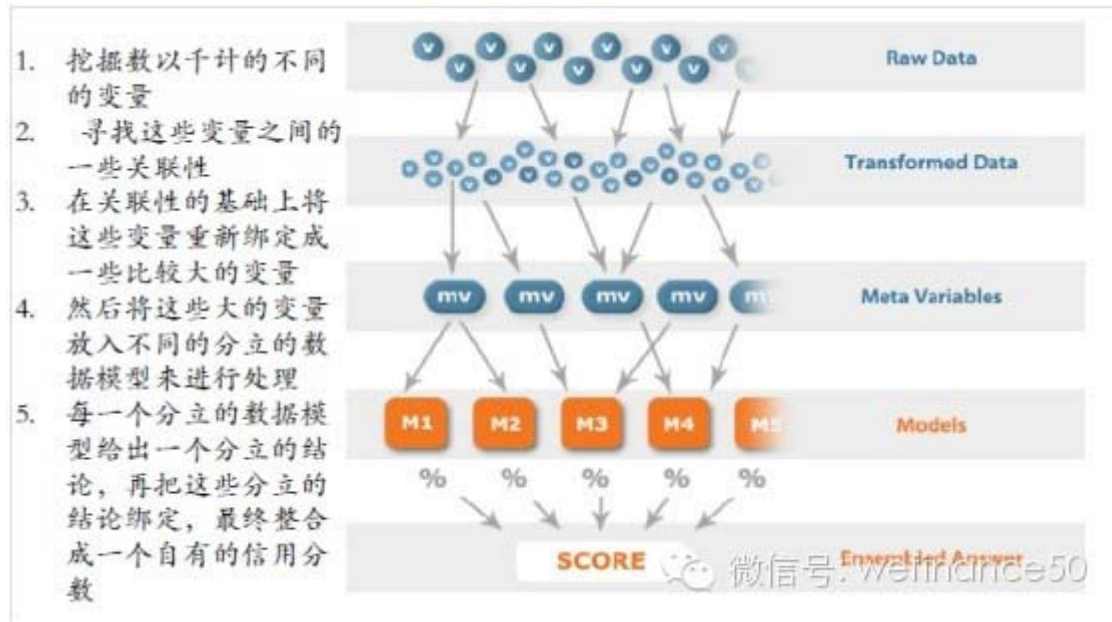 1. 挖掘数以千计的不同
的变量
2. 寻找这些变量之间的
一些关联性
3. 在关联性的基础上将
这些变量重新绑定成
一些比较大的变量
4. 然后将这些大的变量
放入不同的分立的数
据模型来进行处理
5. 每一个分立的数据模
型给出一个分立的结
论，再把这些分立的
结论绑定，最终整合
成一个自有的信用分
数
V V V V V V V V V V V V
Raw Data
Transformed Data
mv mv mv mv mv
Meta Variables
M1 M2 M3 M4 M5
Models
% % % % %
SCORE
Ensembled Answer
微信号: wefinance50